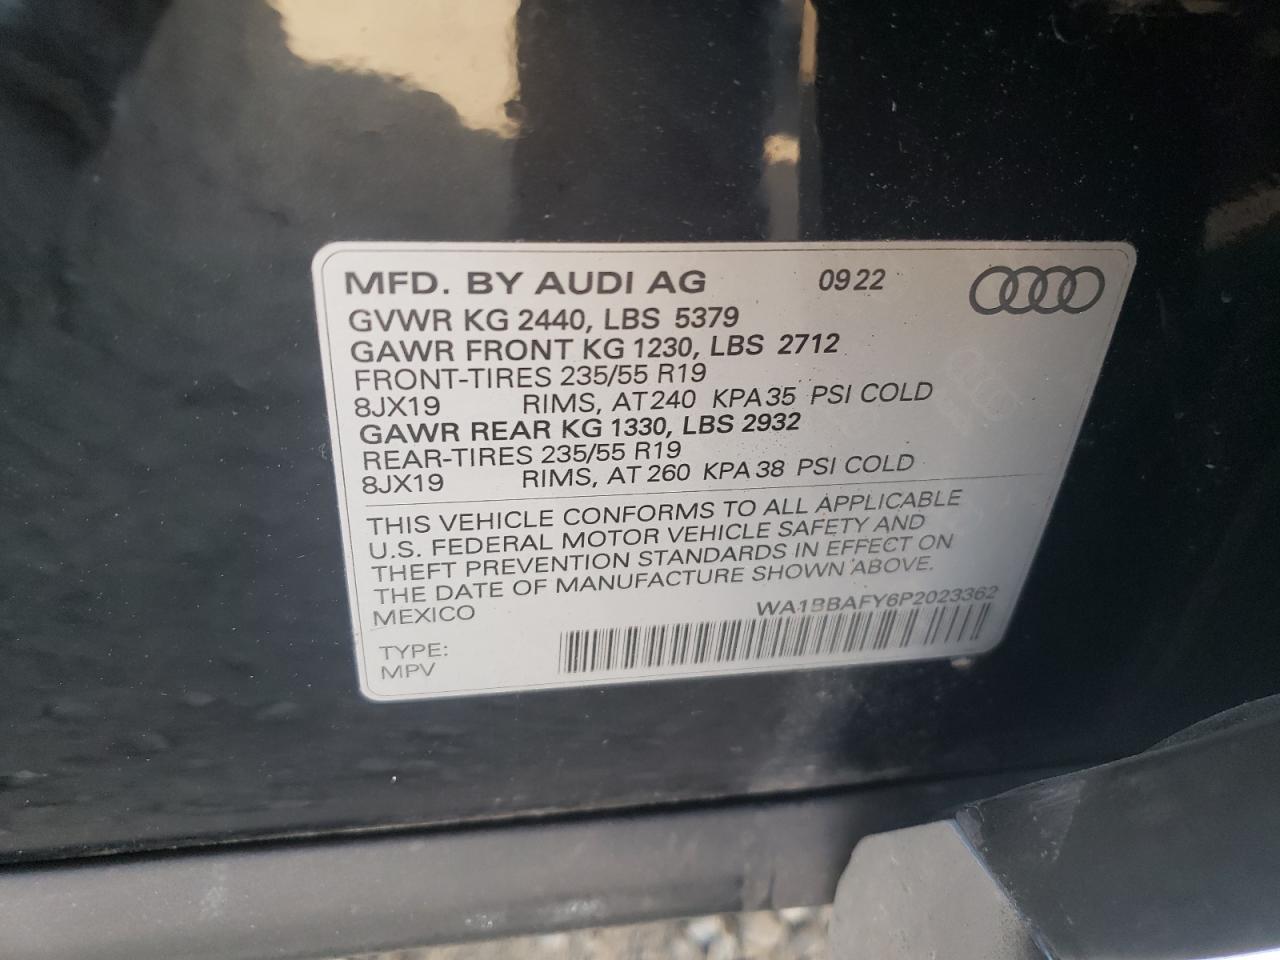 MFD. BY AUDI AG 09 22
GVWR KG 2440, LBS 5379
GAWR FRONT KG 1230, LBS 2712
FRONT-TIRES 235/55 R19
8JX19 RIMS, AT 240 KPA 35 PSI COLD
GAWR REAR KG 1330, LBS 2932
REAR-TIRES 235/55 R19
8JX19 RIMS, AT 260 KPA 38 PSI COLD
THIS VEHICLE CONFORMS TO ALL APPLICABLE
U.S. FEDERAL MOTOR VEHICLE SAFETY AND
THEFT PREVENTION STANDARDS IN EFFECT ON
THE DATE OF MANUFACTURE SHOWN ABOVE.
MEXICO WA1BBAFY6P2023362
TYPE:
MPV